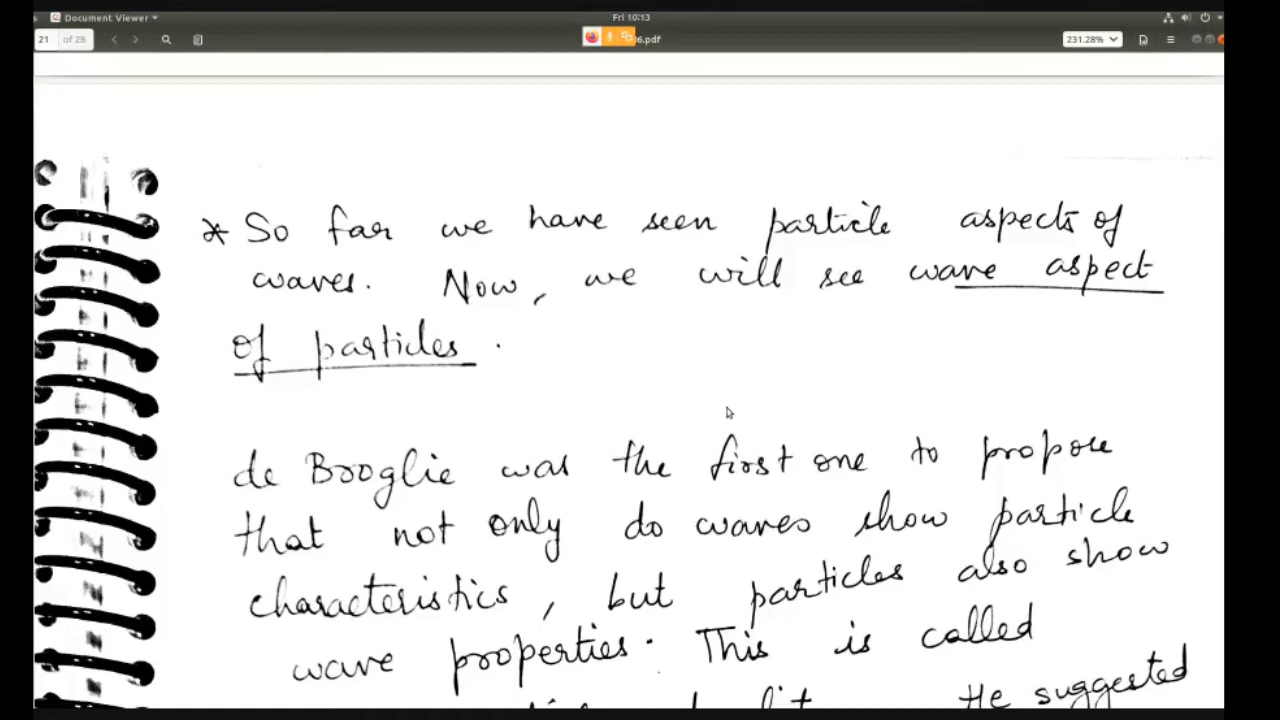 Document Viewer
Fri 10:13
21 of 28
06.pdf
231.28%
* So far we have seen particle aspects of
waves. Now, we will see wave aspect
of particles.
de Broglie was the first one to propose
that not only do waves show particle
characteristics, but particles also show
wave properties. This is called
He suggested